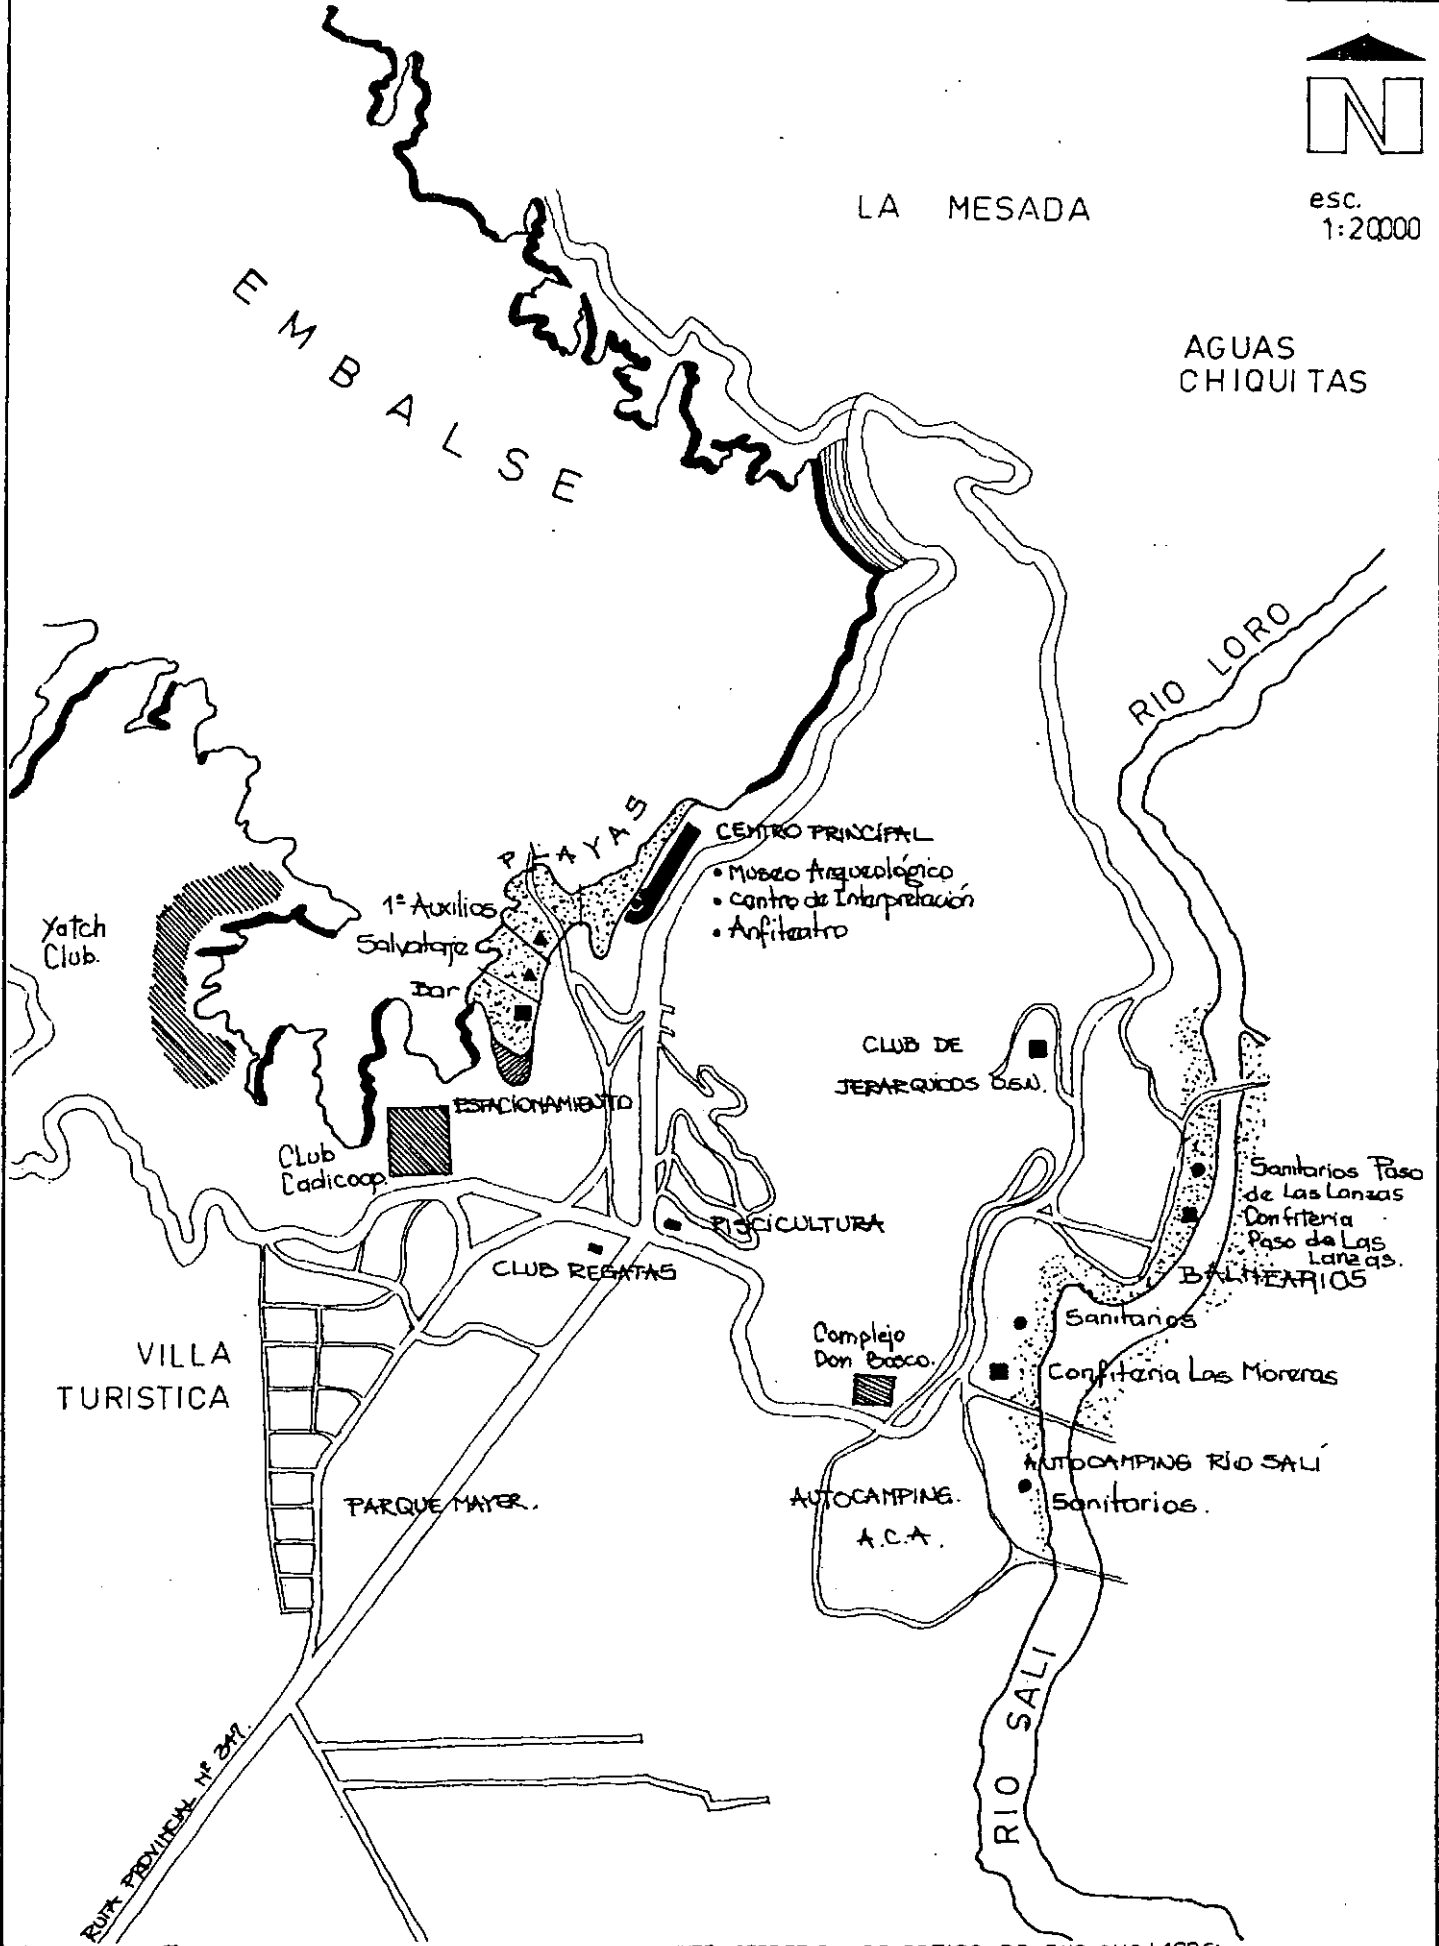 N
esc.
1:20000
LA MESADA
EMBALSE
AGUAS
CHIQUITAS
RIO LORO
PLAYAS
CENTRO PRINCIPAL
• Museo Arqueológico
• Centro de Interpretación
• Anfiteatro
1º Auxilios
Salvataje
Bar
Yatch
Club.
CLUB DE
JERARQUICOS
ESTACIONAMIENTO
Club
Cadicoop.
Sanitarios Paso
de Las Lanzas
Confiteria
Paso de Las
Lanzas.
BALNEARIOS
PISCICULTURA
CLUB REGATAS
Sanitarios
Complejo
Don Bosco.
VILLA
TURISTICA
Confiteria Las Moreras
AUTOCAMPING RÍO SALÍ
Sanitarios.
PARQUE MAYER.
AUTOCAMPING.
A.C.A.
RIO SALI
RUTA PROVINCIAL Nº